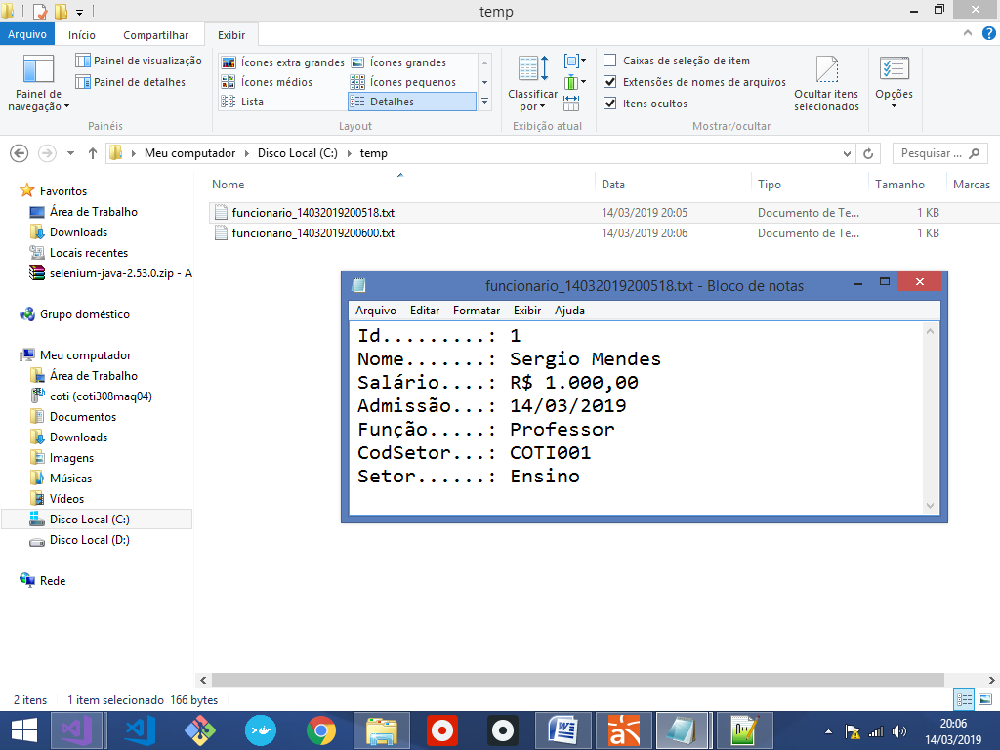 temp
Arquivo Início Compartilhar Exibir
Painel de navegação
Painel de visualização
Painel de detalhes
Painéis
Ícones extra grandes Ícones grandes
Ícones médios Ícones pequenos
Lista Detalhes
Layout
Classificar por
Exibição atual
Caixas de seleção de item
Extensões de nomes de arquivos
Itens ocultos
Ocultar itens selecionados
Mostrar/ocultar
Opções
Meu computador Disco Local (C:) temp
Pesquisar ...
Favoritos
Área de Trabalho
Downloads
Locais recentes
selenium-java-2.53.0.zip - A
Grupo doméstico
Meu computador
Área de Trabalho
coti (coti308maq04)
Documentos
Downloads
Imagens
Músicas
Vídeos
Disco Local (C:)
Disco Local (D:)
Rede
Nome Data Tipo Tamanho Marcas
funcionario_14032019200518.txt 14/03/2019 20:05 Documento de Te... 1 KB
funcionario_14032019200600.txt 14/03/2019 20:06 Documento de Te... 1 KB
funcionario_14032019200518.txt - Bloco de notas
Arquivo Editar Formatar Exibir Ajuda
Id.........: 1
Nome.......: Sergio Mendes
Salário....: R$ 1.000,00
Admissão...: 14/03/2019
Função.....: Professor
CodSetor...: COTI001
Setor......: Ensino
2 itens 1 item selecionado 166 bytes
20:06
14/03/2019